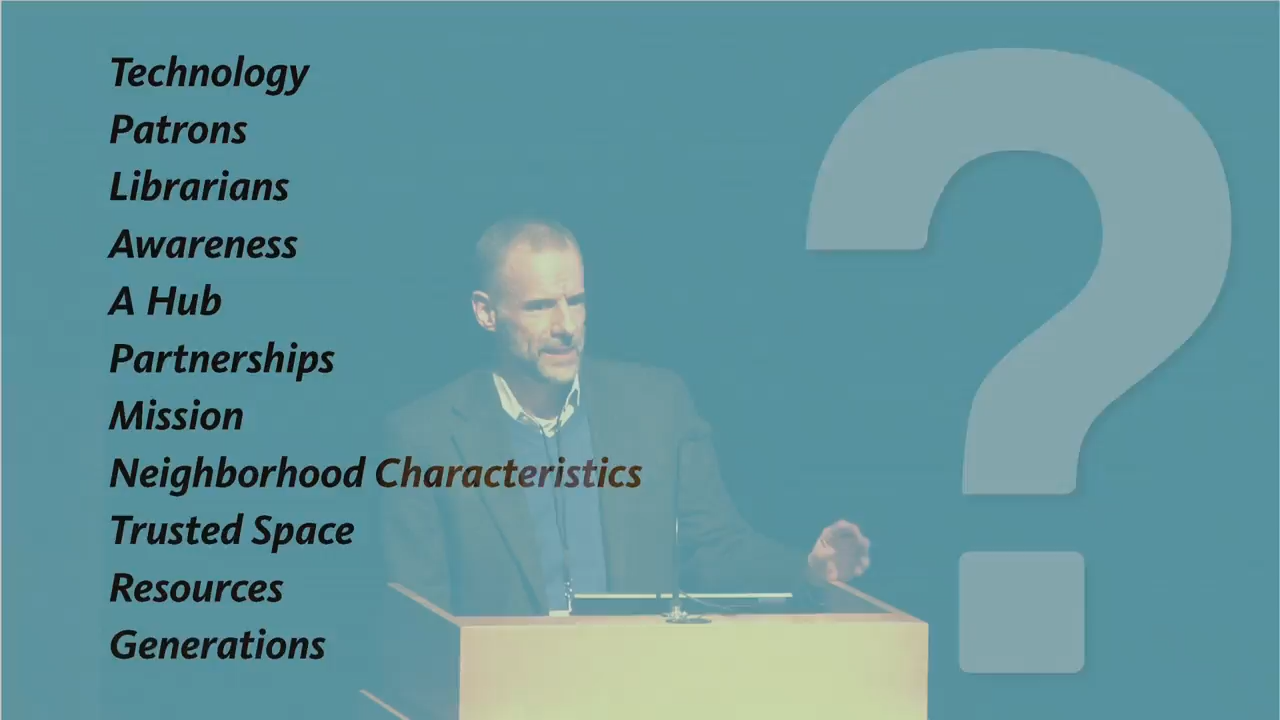 Technology
Patrons
Librarians
Awareness
A Hub
Partnerships
Mission
Neighborhood Characteristics
Trusted Space
Resources
Generations
?